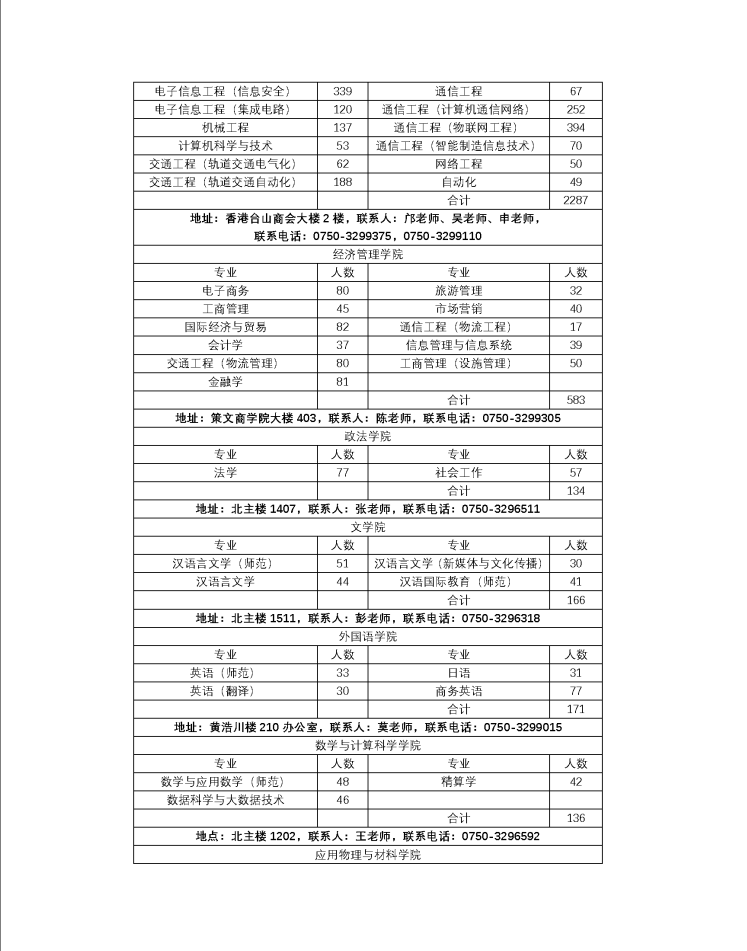 电子信息工程（信息安全） 339 通信工程 67
电子信息工程（集成电路） 120 通信工程（计算机通信网络） 252
机械工程 137 通信工程（物联网工程） 394
计算机科学与技术 53 通信工程（智能制造信息技术） 70
交通工程（轨道交通电气化） 62 网络工程 50
交通工程（轨道交通自动化） 188 自动化 49
合计 2287
地址：香港台山商会大楼2楼，联系人：邝老师、吴老师、申老师，
联系电话：0750-3299375，0750-3299110
经济管理学院
专业 人数 专业 人数
电子商务 80 旅游管理 32
工商管理 45 市场营销 40
国际经济与贸易 82 通信工程（物流工程） 17
会计学 37 信息管理与信息系统 39
交通工程（物流管理） 80 工商管理（设施管理） 50
金融学 81
合计 583
地址：策文商学院大楼403，联系人：陈老师，联系电话：0750-3299305
政法学院
专业 人数 专业 人数
法学 77 社会工作 57
合计 134
地址：北主楼1407，联系人：张老师，联系电话：0750-3296511
文学院
专业 人数 专业 人数
汉语言文学（师范） 51 汉语言文学（新媒体与文化传播） 30
汉语言文学 44 汉语国际教育（师范） 41
合计 166
地址：北主楼1511，联系人：彭老师，联系电话：0750-3296318
外国语学院
专业 人数 专业 人数
英语（师范） 33 日语 31
英语（翻译） 30 商务英语 77
合计 171
地址：黄浩川楼210办公室，联系人：莫老师，联系电话：0750-3299015
数学与计算科学学院
专业 人数 专业 人数
数学与应用数学（师范） 48 精算学 42
数据科学与大数据技术 46
合计 136
地点：北主楼1202，联系人：王老师，联系电话：0750-3296592
应用物理与材料学院